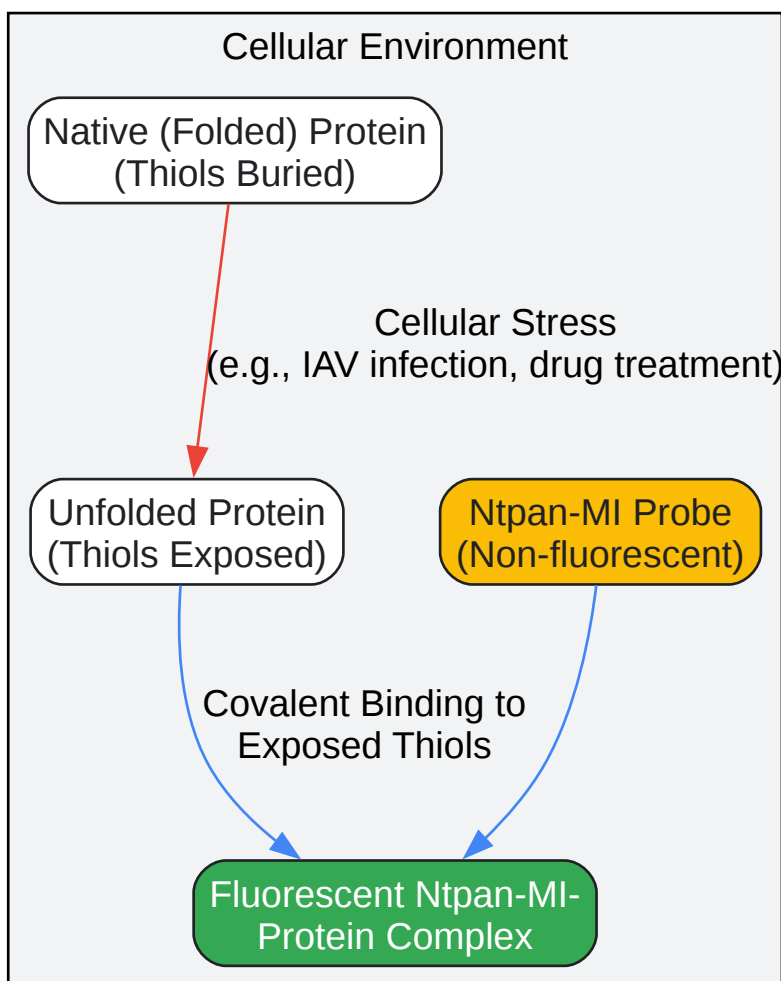 Cellular Environment
Native (Folded) Protein
(Thiols Buried)
Cellular Stress
(e.g., IAV infection, drug treatment)
Unfolded Protein
(Thiols Exposed)
Ntpan-MI Probe
(Non-fluorescent)
Covalent Binding to
Exposed Thiols
Fluorescent Ntpan-MI-
Protein Complex